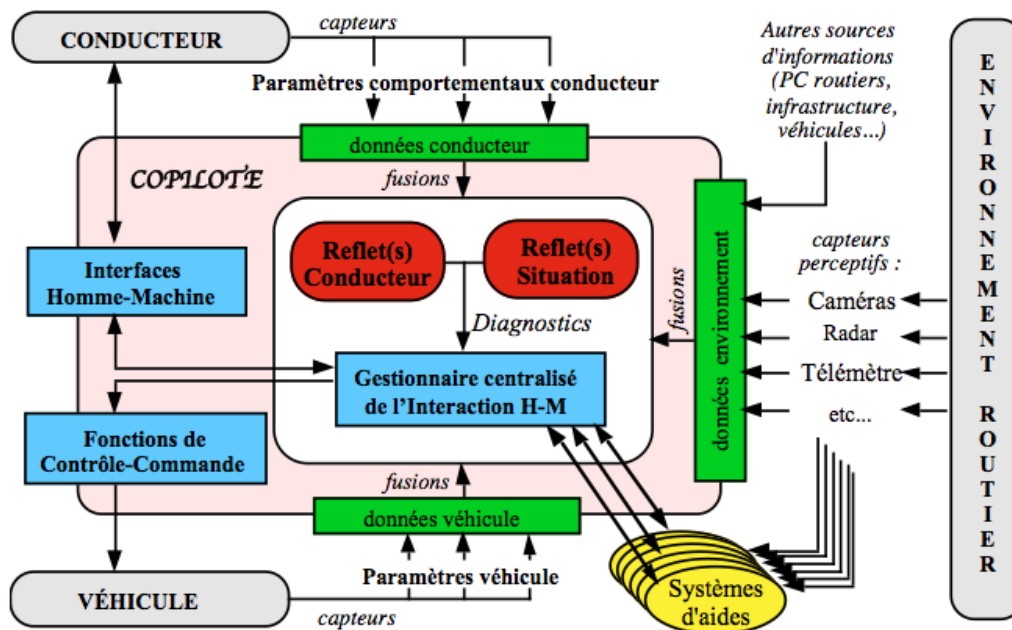 CONDUCTEUR
capteurs
Paramètres comportementaux conducteur
données conducteur
fusions
COPILOTE
Autres sources
d'informations
(PC routiers,
infrastructure,
véhicules...)
Reflet(s)
Conducteur
Reflet(s)
Situation
Diagnostics
Interfaces
Homme-Machine
Gestionnaire centralisé
de l'Interaction H-M
Fonctions de
Contrôle-Commande
fusions
données environnement
capteurs
perceptifs :
Caméras
Radar
Télémètre
etc...
ENVIRONNEMENT ROUTIER
fusions
données véhicule
Paramètres véhicule
VÉHICULE
capteurs
Systèmes
d'aides